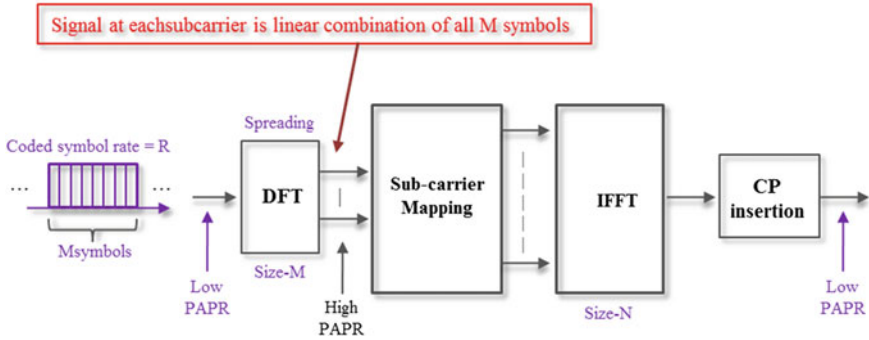 Signal at eachsubcarrier is linear combination of all M symbols
Spreading
Coded symbol rate = R
...
...
DFT
Sub-carrier
Mapping
IFFT
CP
insertion
Msymbols
Size-M
Low
PAPR
High
PAPR
Size-N
Low
PAPR